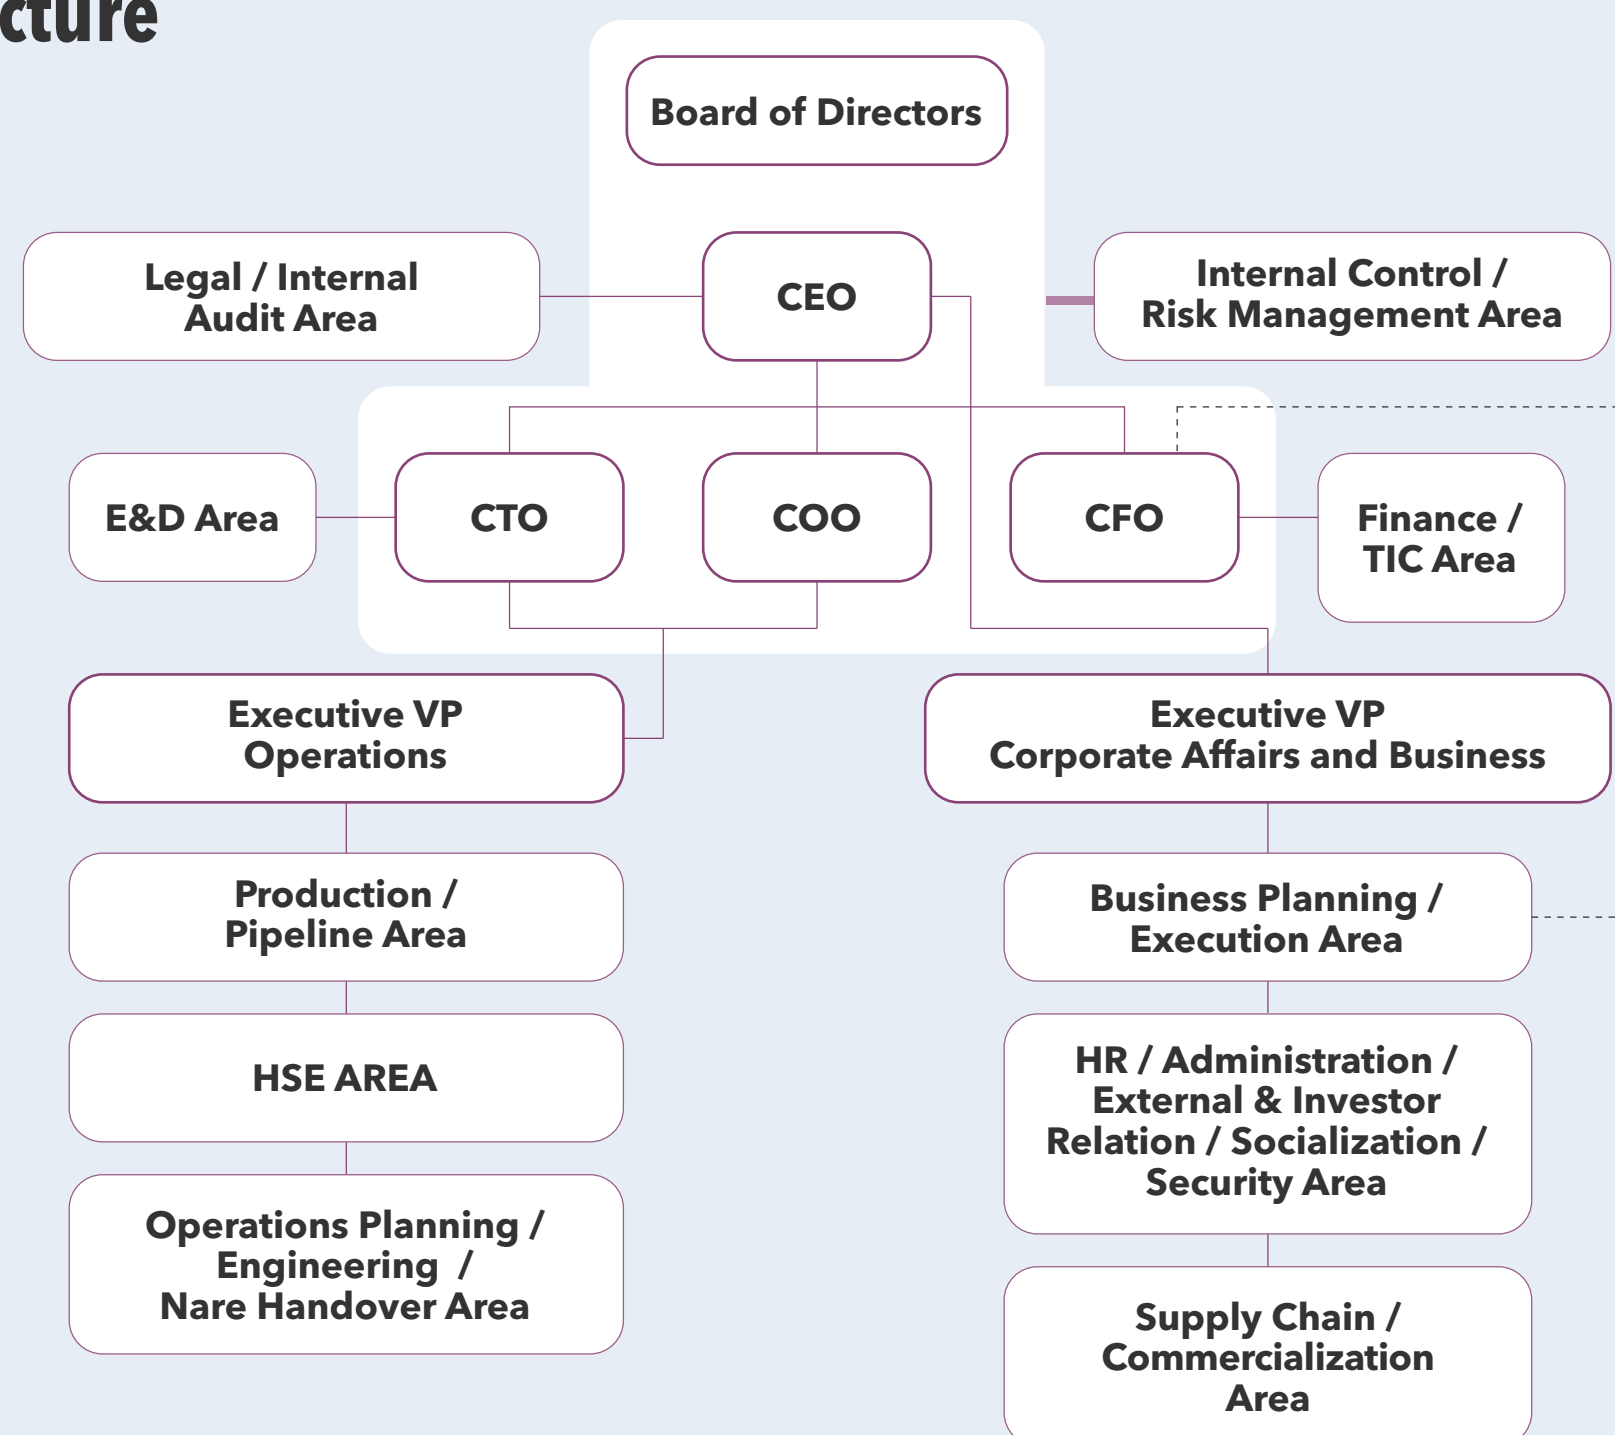 cture
Board of Directors
Legal / Internal
Audit Area
CEO
Internal Control /
Risk Management Area
E&D Area
CTO
COO
CFO
Finance /
TIC Area
Executive VP
Operations
Executive VP
Corporate Affairs and Business
Production /
Pipeline Area
Business Planning /
Execution Area
HSE AREA
HR / Administration /
External & Investor
Relation / Socialization /
Security Area
Operations Planning /
Engineering /
Nare Handover Area
Supply Chain /
Commercialization
Area